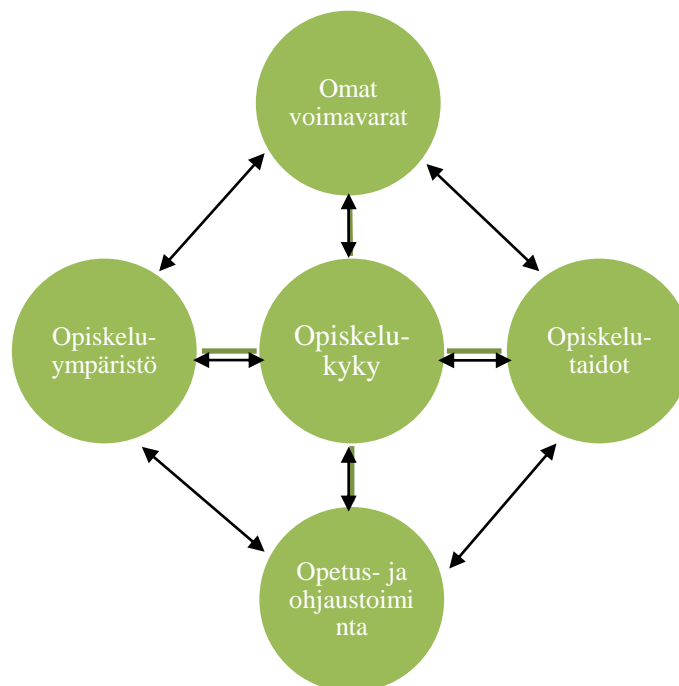 Omat
voimavarat
Opiskelu-
ympäristö
Opiskelu-
kyky
Opiskelu-
taidot
Opetus- ja
ohjaustoimi
nta